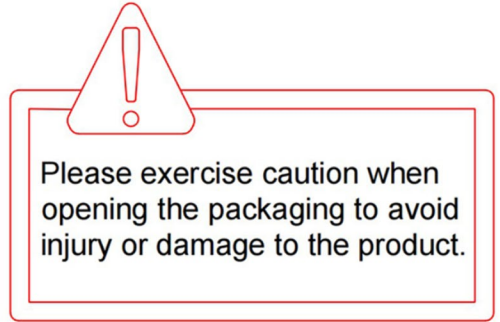 Please exercise caution when
opening the packaging to avoid
injury or damage to the product.